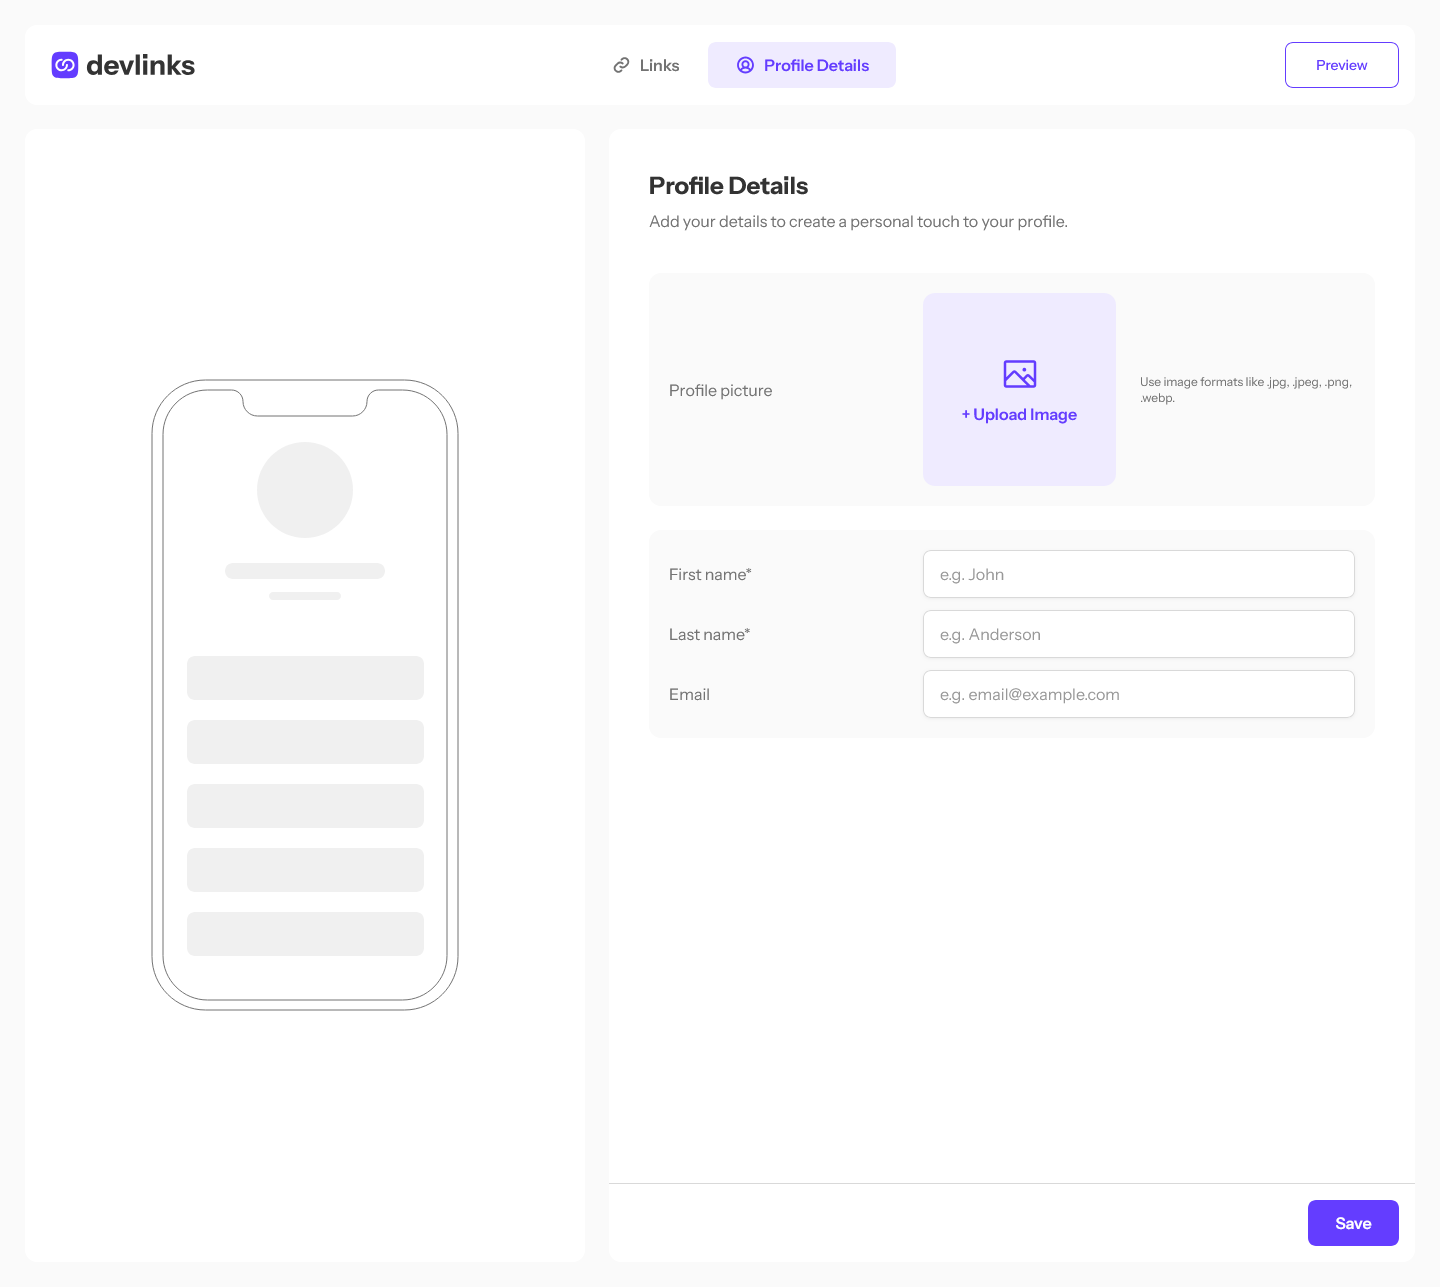 devlinks
Links
Profile Details
Preview
Profile Details
Add your details to create a personal touch to your profile.
Profile picture
+ Upload Image
Use image formats like .jpg, .jpeg, .png,
.webp.
First name*
e.g. John
Last name*
e.g. Anderson
Email
e.g. email@example.com
Save